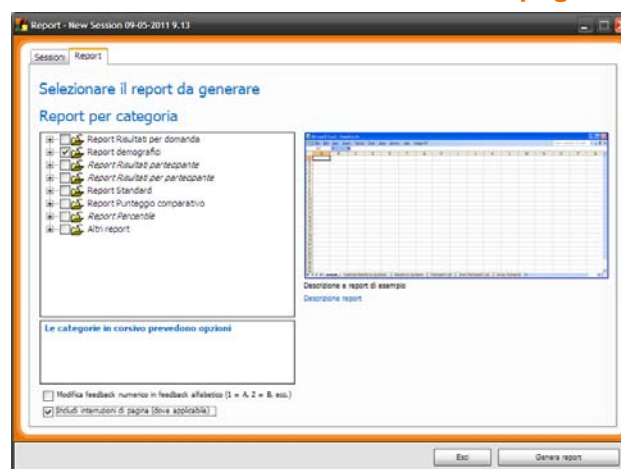 Report - New Session 09-05-2011 9.13
Sessioni Report
Selezionare il report da generare
Report per categoria
Report Risultati per domanda
Report demografici
Report Risultati partecipante
Report Risultati per partecipante
Report Standard
Report Punteggio comparativo
Report Percentile
Altri report
Descrizione e report di esempio
Descrizione report
Le categorie in corsivo prevedono opzioni
Modifica feedback numerico in feedback alfabetico (1 = A, 2 = B, ecc.)
Includi interruzioni di pagina (dove applicabile)
Esci Genera report